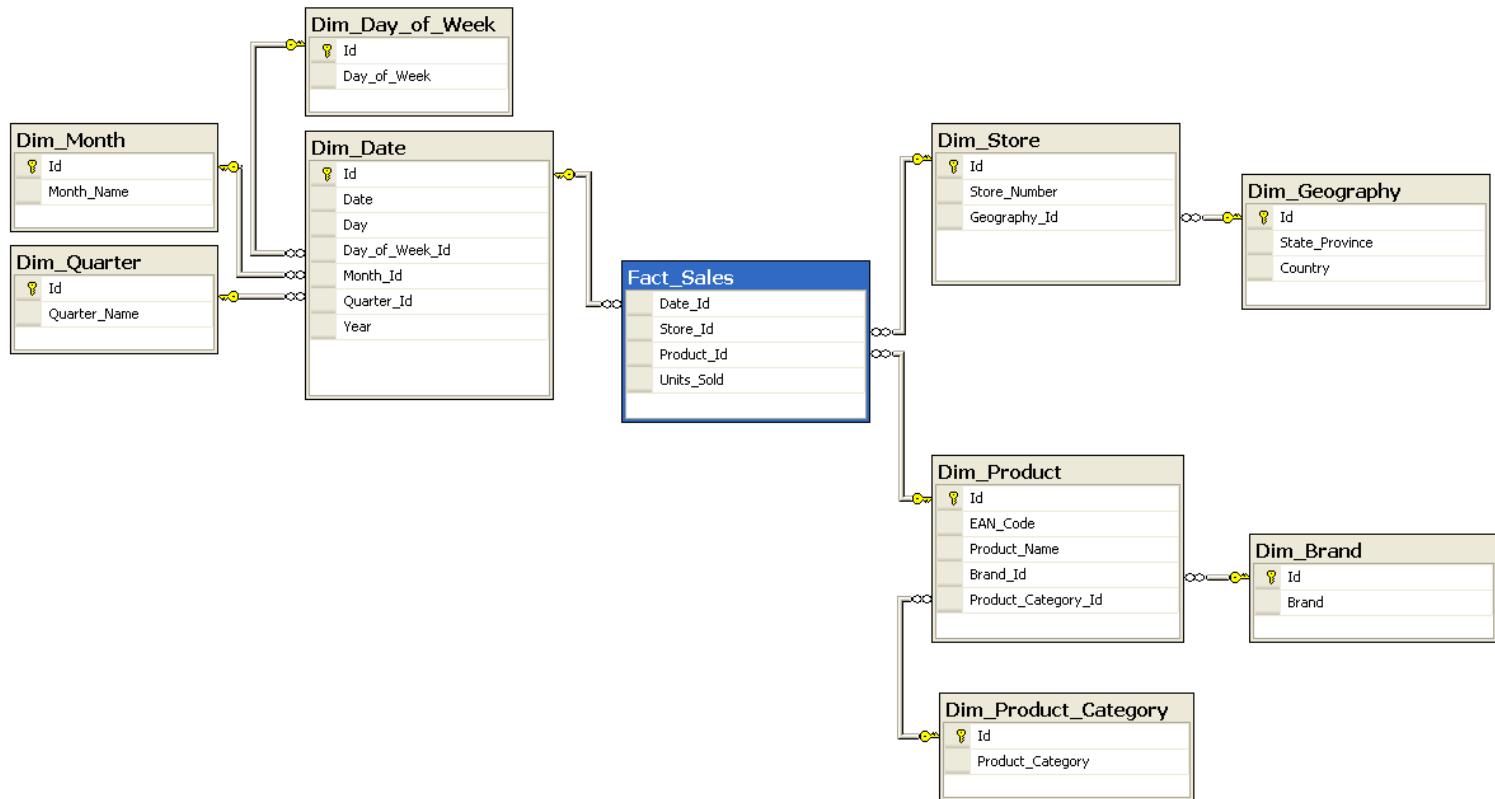 Dim_Day_of_Week
Id
Day_of_Week
Dim_Month
Id
Month_Name
Dim_Quarter
Id
Quarter_Name
Dim_Date
Id
Date
Day
Day_of_Week_Id
Month_Id
Quarter_Id
Year
Fact_Sales
Date_Id
Store_Id
Product_Id
Units_Sold
Dim_Store
Id
Store_Number
Geography_Id
Dim_Geography
Id
State_Province
Country
Dim_Product
Id
EAN_Code
Product_Name
Brand_Id
Product_Category_Id
Dim_Brand
Id
Brand
Dim_Product_Category
Id
Product_Category